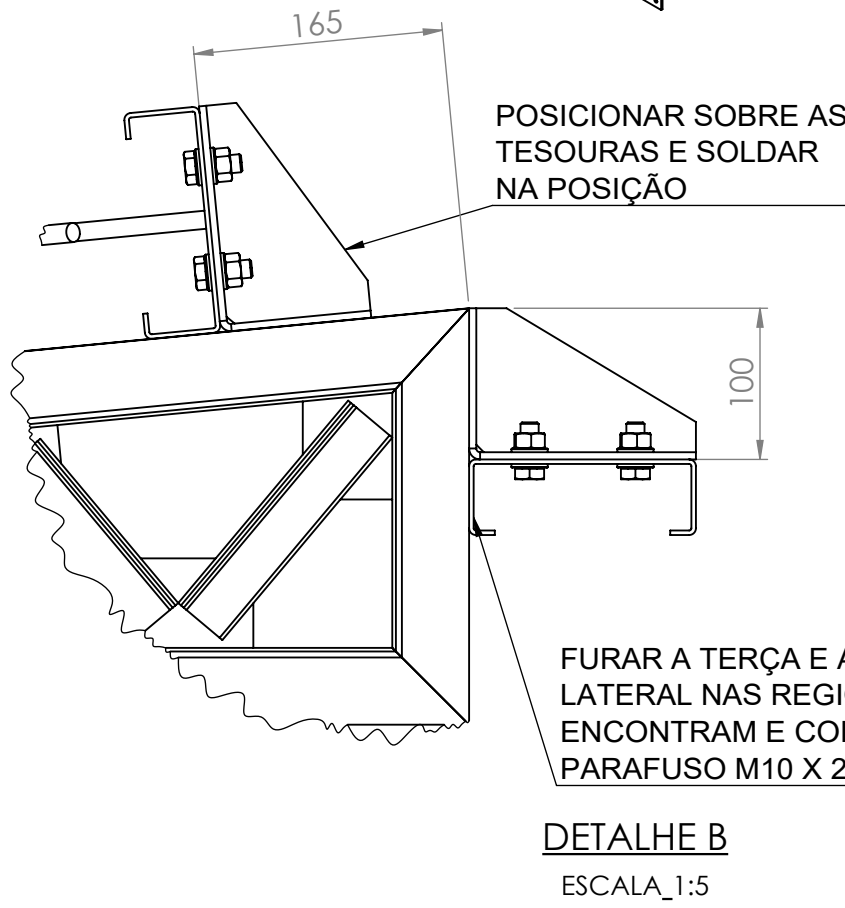 165
POSICIONAR SOBRE AS
TESOURAS E SOLDAR
NA POSIÇÃO
100
FURAR A TERÇA E A
LATERAL NAS REGI
ENCONTRAM E CO
PARAFUSO M10 X 2
DETALHE B
ESCALA_1:5